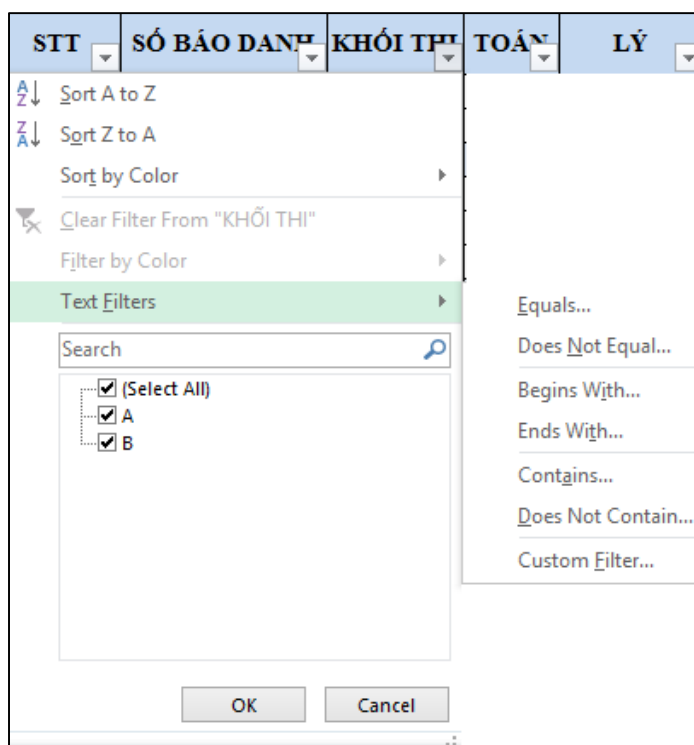 STT SỐ BÁO DANH KHỐI THI TOÁN LÝ
Sort A to Z
Sort Z to A
Sort by Color
Clear Filter From "KHỐI THI"
Filter by Color
Text Filters
Search
(Select All)
A
B
OK Cancel
Equals...
Does Not Equal...
Begins With...
Ends With...
Contains...
Does Not Contain...
Custom Filter...